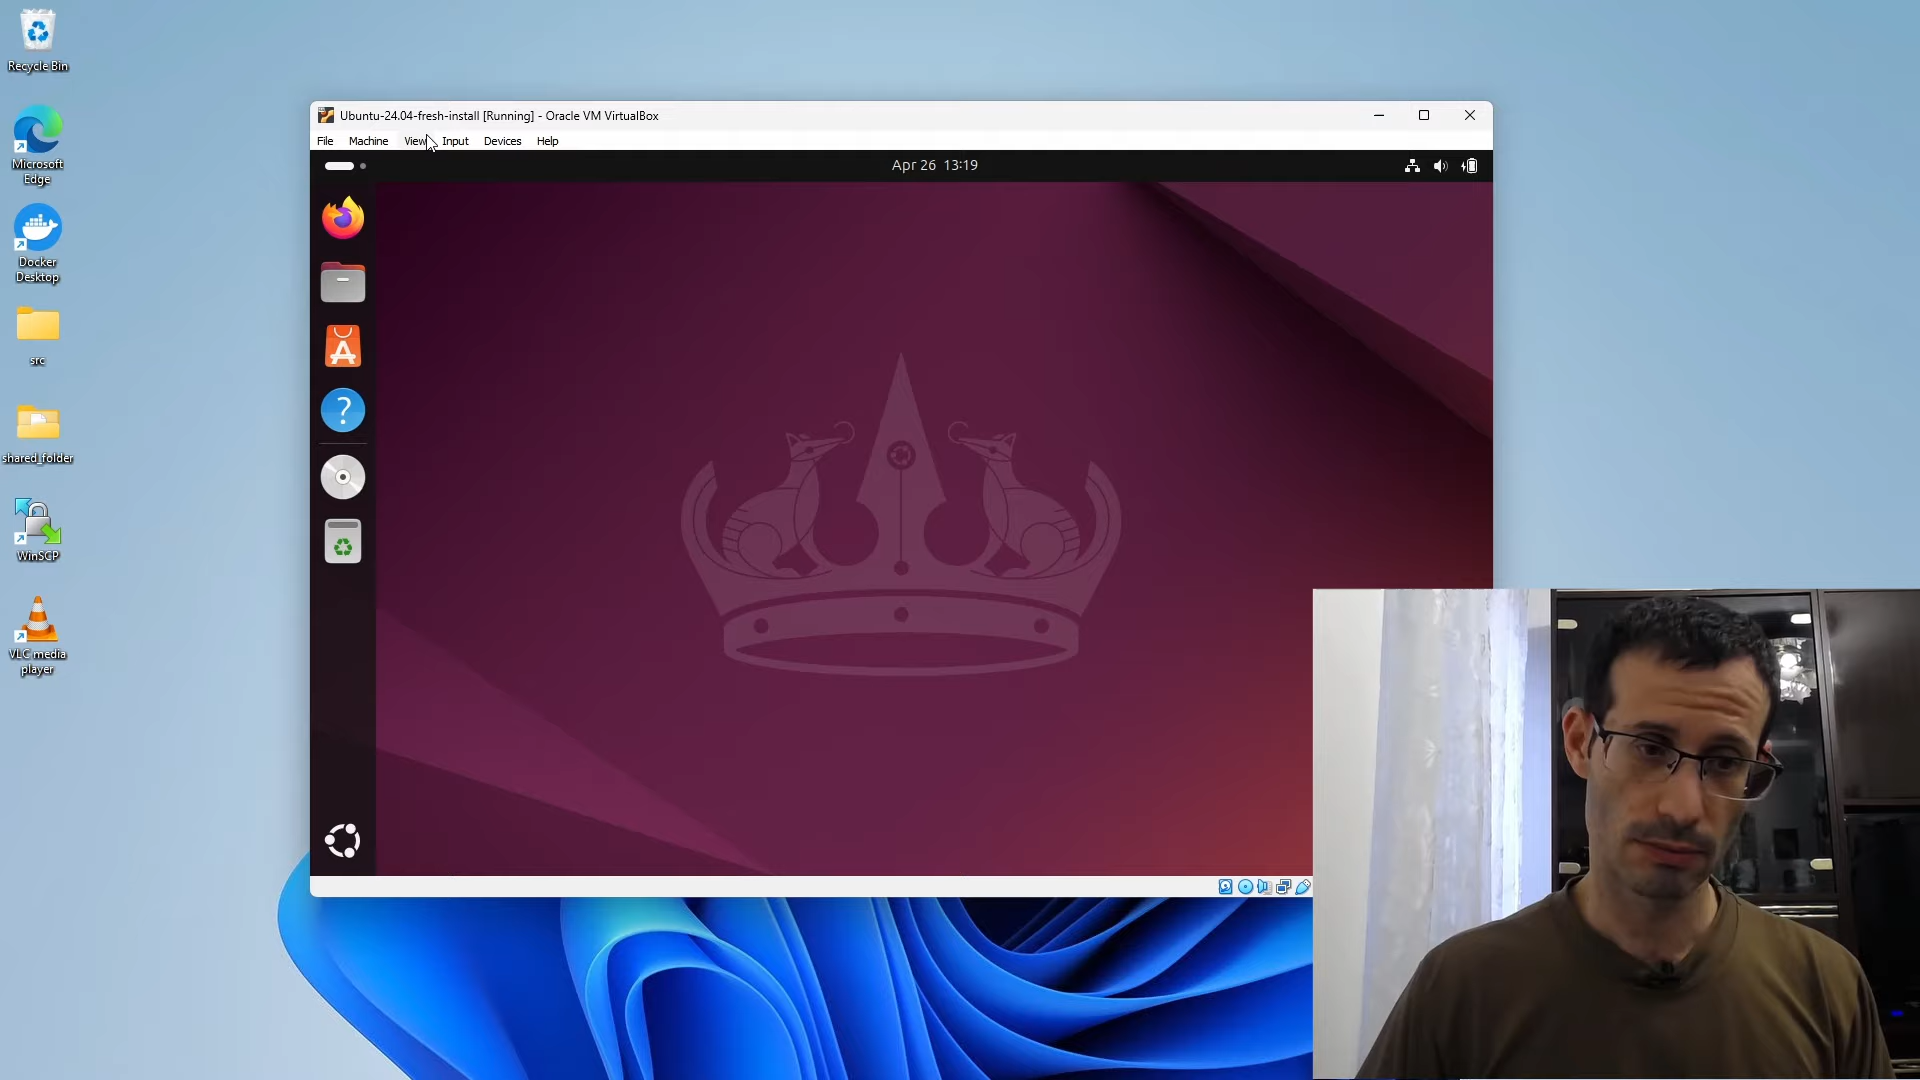 Recycle Bin
Microsoft
Edge
Docker
Desktop
src
shared_folder
WinSCP
VLC media
player
Ubuntu-24.04-fresh-install [Running] - Oracle VM VirtualBox
File Machine View Input Devices Help
Apr 26 13:19